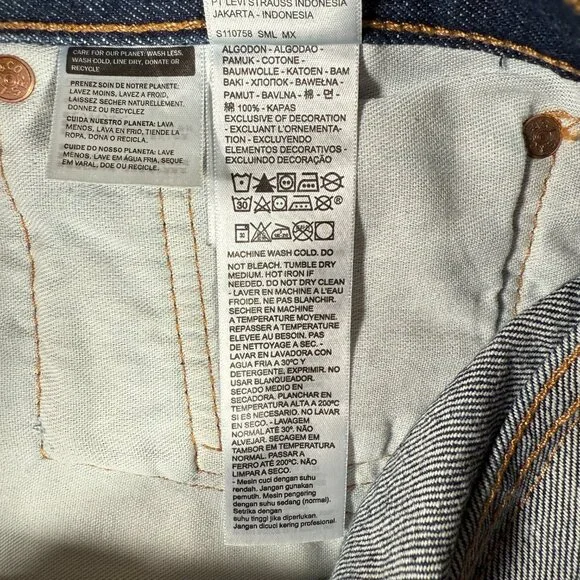 PT LEVI STRAUSS INDONESIA
JAKARTA - INDONESIA
S110758 SML MX
ALGODON - ALGODAO -
PAMUK - COTONE -
BAUMWOLLE - KATOEN - BAM
BAKI - ХЛОПОК - BAWEŁNA -
PAMUT - BAVLNA - 棉 - 면 -
綿 100% - KAPAS
EXCLUSIVE OF DECORATION
- EXCLUANT L'ORNEMENTA-
TION - EXCLUYENDO
ELEMENTOS DECORATIVOS -
EXCLUINDO DECORAÇÃO
30
®
30
MACHINE WASH COLD. DO
NOT BLEACH. TUMBLE DRY
MEDIUM. HOT IRON IF
NEEDED. DO NOT DRY CLEAN
- LAVER EN MACHINE A L'EAU
FROIDE. NE PAS BLANCHIR.
SECHER EN MACHINE
A TEMPERATURE MOYENNE.
REPASSER A TEMPERATURE
ELEVEE AU BESOIN. PAS
DE NETTOYAGE A SEC. -
LAVAR EN LAVADORA CON
AGUA FRIA A 30ºC Y
DETERGENTE, EXPRIMIR. NO
USAR BLANQUEADOR.
SECADO MEDIO EN
SECADORA. PLANCHAR EN
TEMPERATURA ALTA A 200ºC
SI ES NECESARIO. NO LAVAR
EN SECO. - LAVAGEM
NORMAL ATÉ 30º. NÃO
ALVEJAR. SECAGEM EM
TAMBOR EM TEMPERATURA
NORMAL. PASSAR A
FERRO ATÉ 200ºC. NÃO
LIMPAR A SECO.
- Mesin cuci dengan suhu
rendah. Jangan gunakan
pemutih. Mesin pengering
dengan suhu sedang (normal).
Setrika dengan
suhu tinggi jika diperlukan.
Jangan dicuci kering profesional.
CARE FOR OUR PLANET: WASH LESS,
WASH COLD, LINE DRY, DONATE OR
RECYCLE
PRENEZ SOIN DE NOTRE PLANETE:
LAVEZ MOINS, LAVEZ A FROID,
LAISSEZ SECHER NATURELLEMENT.
DONNEZ OU RECYCLEZ
CUIDA NUESTRO PLANETA: LAVA
MENOS, LAVA EN FRIO, TIENDE LA
ROPA, DONA O RECICLA.
CUIDE DO NOSSO PLANETA: LAVA
MENOS, LAVE EM ÁGUA FRIA, SEQUE
EM VARAL, DOE OU RECICLE.